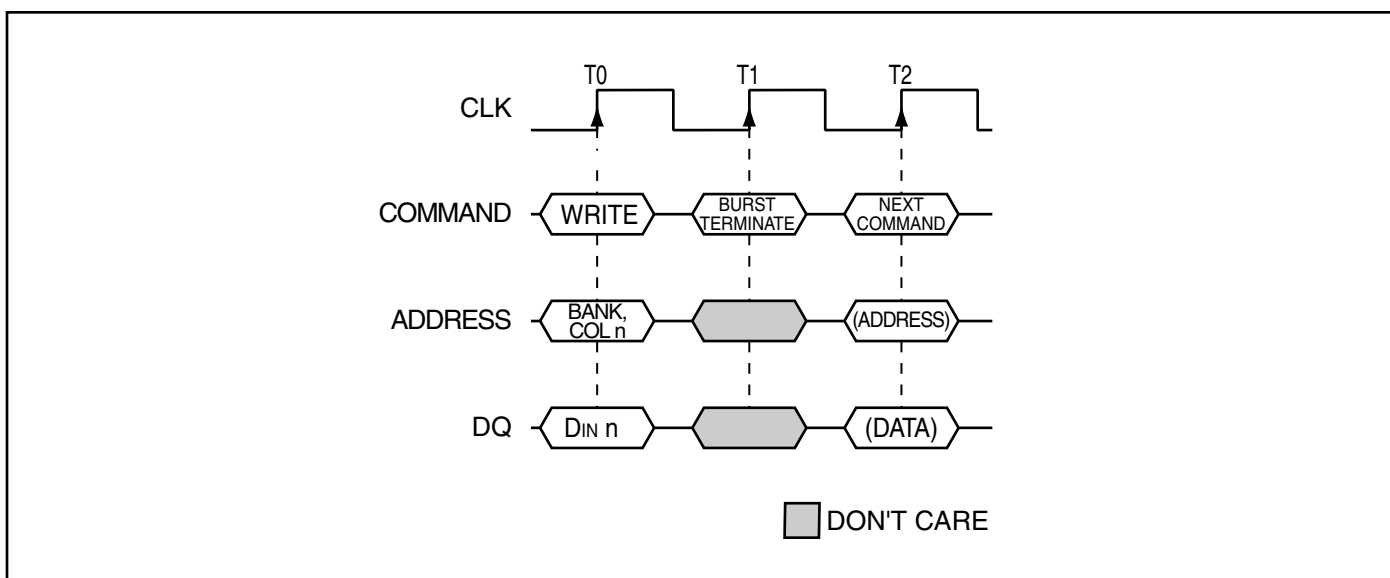 T0 T1 T2
CLK
COMMAND WRITE BURST TERMINATE NEXT COMMAND
ADDRESS BANK, COL n (ADDRESS)
DQ DIN n (DATA)
DON'T CARE